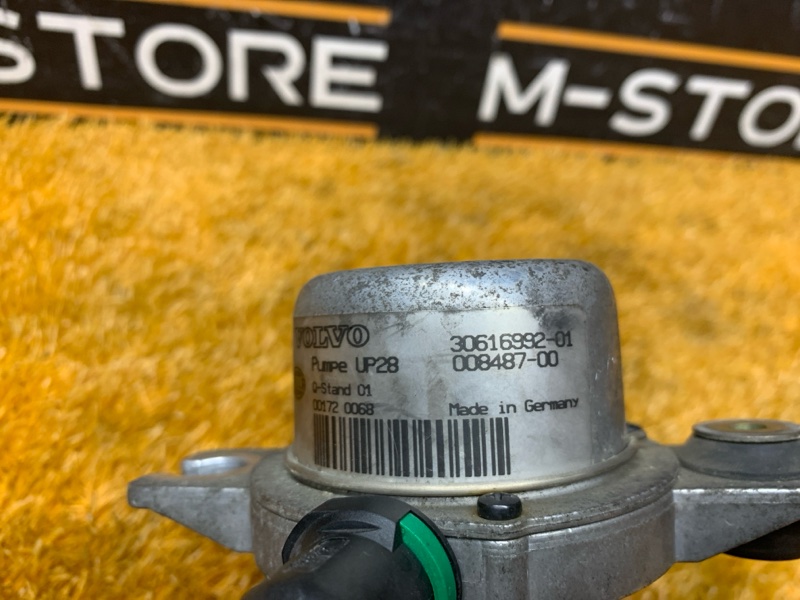 STORE
M-STO
VOLVO
Pumpe UP28
30616992-01
008487-00
Q-Stand 01
00172 0068
Made in Germany